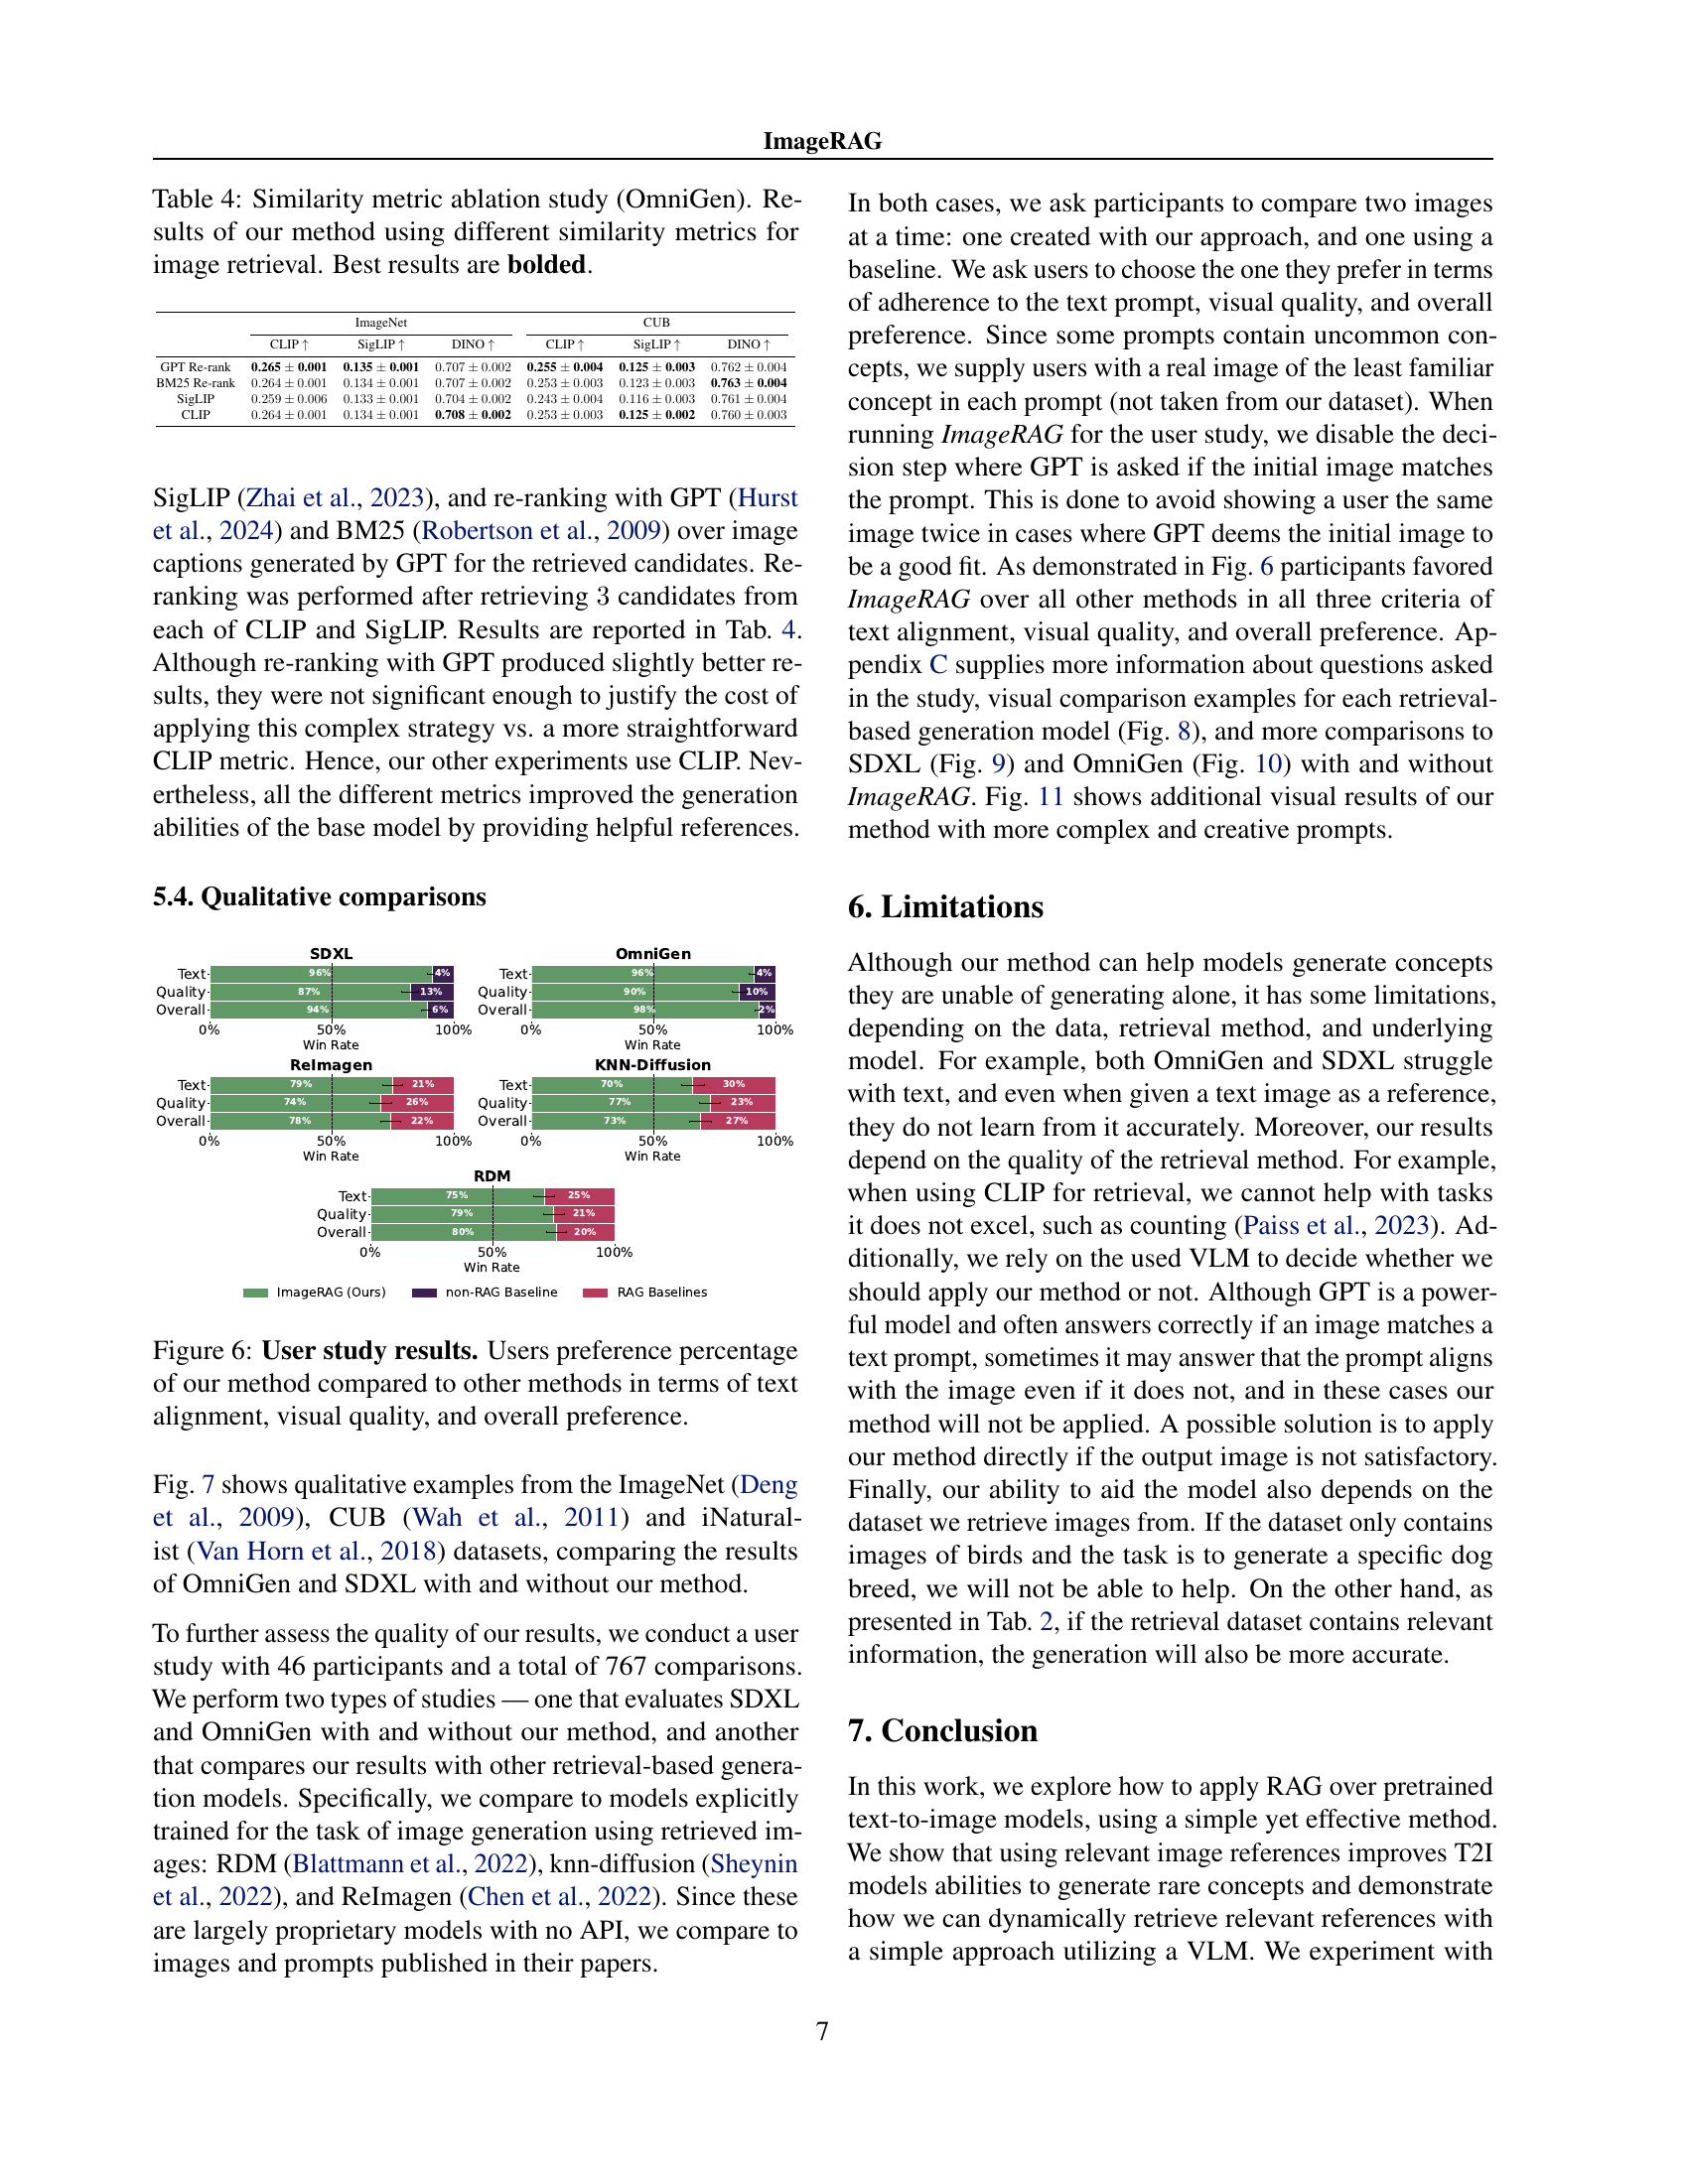 ImageRAG
Table 4: Similarity metric ablation study (OmniGen). Re-
sults of our method using different similarity metrics for
image retrieval. Best results are bolded.
ImageNet CUB
CLIP ↑ SigLIP ↑ DINO ↑ CLIP ↑ SigLIP ↑ DINO ↑
GPT Re-rank 0.265 ± 0.001 0.135 ± 0.001 0.707 ± 0.002 0.255 ± 0.004 0.125 ± 0.003 0.762 ± 0.004
BM25 Re-rank 0.264 ± 0.001 0.134 ± 0.001 0.707 ± 0.002 0.253 ± 0.003 0.123 ± 0.003 0.763 ± 0.004
SigLIP 0.259 ± 0.006 0.133 ± 0.001 0.704 ± 0.002 0.243 ± 0.004 0.116 ± 0.003 0.761 ± 0.004
CLIP 0.264 ± 0.001 0.134 ± 0.001 0.708 ± 0.002 0.253 ± 0.003 0.125 ± 0.002 0.760 ± 0.003
SigLIP (Zhai et al., 2023), and re-ranking with GPT (Hurst
et al., 2024) and BM25 (Robertson et al., 2009) over image
captions generated by GPT for the retrieved candidates. Re-
ranking was performed after retrieving 3 candidates from
each of CLIP and SigLIP. Results are reported in Tab. 4.
Although re-ranking with GPT produced slightly better re-
sults, they were not significant enough to justify the cost of
applying this complex strategy vs. a more straightforward
CLIP metric. Hence, our other experiments use CLIP. Nev-
ertheless, all the different metrics improved the generation
abilities of the base model by providing helpful references.
5.4. Qualitative comparisons
SDXL
Text 96% 4%
Quality 87% 13%
Overall 94% 6%
0% 50% 100%
Win Rate
OmniGen
Text 96% 4%
Quality 90% 10%
Overall 98% 2%
0% 50% 100%
Win Rate
ReImagen
Text 79% 21%
Quality 74% 26%
Overall 78% 22%
0% 50% 100%
Win Rate
KNN-Diffusion
Text 70% 30%
Quality 77% 23%
Overall 73% 27%
0% 50% 100%
Win Rate
RDM
Text 75% 25%
Quality 79% 21%
Overall 80% 20%
0% 50% 100%
Win Rate
ImageRAG (Ours) non-RAG Baseline RAG Baselines
Figure 6: User study results. Users preference percentage
of our method compared to other methods in terms of text
alignment, visual quality, and overall preference.
Fig. 7 shows qualitative examples from the ImageNet (Deng
et al., 2009), CUB (Wah et al., 2011) and iNatural-
ist (Van Horn et al., 2018) datasets, comparing the results
of OmniGen and SDXL with and without our method.
To further assess the quality of our results, we conduct a user
study with 46 participants and a total of 767 comparisons.
We perform two types of studies — one that evaluates SDXL
and OmniGen with and without our method, and another
that compares our results with other retrieval-based genera-
tion models. Specifically, we compare to models explicitly
trained for the task of image generation using retrieved im-
ages: RDM (Blattmann et al., 2022), knn-diffusion (Sheynin
et al., 2022), and ReImagen (Chen et al., 2022). Since these
are largely proprietary models with no API, we compare to
images and prompts published in their papers.
In both cases, we ask participants to compare two images
at a time: one created with our approach, and one using a
baseline. We ask users to choose the one they prefer in terms
of adherence to the text prompt, visual quality, and overall
preference. Since some prompts contain uncommon con-
cepts, we supply users with a real image of the least familiar
concept in each prompt (not taken from our dataset). When
running ImageRAG for the user study, we disable the deci-
sion step where GPT is asked if the initial image matches
the prompt. This is done to avoid showing a user the same
image twice in cases where GPT deems the initial image to
be a good fit. As demonstrated in Fig. 6 participants favored
ImageRAG over all other methods in all three criteria of
text alignment, visual quality, and overall preference. Ap-
pendix C supplies more information about questions asked
in the study, visual comparison examples for each retrieval-
based generation model (Fig. 8), and more comparisons to
SDXL (Fig. 9) and OmniGen (Fig. 10) with and without
ImageRAG. Fig. 11 shows additional visual results of our
method with more complex and creative prompts.
6. Limitations
Although our method can help models generate concepts
they are unable of generating alone, it has some limitations,
depending on the data, retrieval method, and underlying
model. For example, both OmniGen and SDXL struggle
with text, and even when given a text image as a reference,
they do not learn from it accurately. Moreover, our results
depend on the quality of the retrieval method. For example,
when using CLIP for retrieval, we cannot help with tasks
it does not excel, such as counting (Paiss et al., 2023). Ad-
ditionally, we rely on the used VLM to decide whether we
should apply our method or not. Although GPT is a power-
ful model and often answers correctly if an image matches a
text prompt, sometimes it may answer that the prompt aligns
with the image even if it does not, and in these cases our
method will not be applied. A possible solution is to apply
our method directly if the output image is not satisfactory.
Finally, our ability to aid the model also depends on the
dataset we retrieve images from. If the dataset only contains
images of birds and the task is to generate a specific dog
breed, we will not be able to help. On the other hand, as
presented in Tab. 2, if the retrieval dataset contains relevant
information, the generation will also be more accurate.
7. Conclusion
In this work, we explore how to apply RAG over pretrained
text-to-image models, using a simple yet effective method.
We show that using relevant image references improves T2I
models abilities to generate rare concepts and demonstrate
how we can dynamically retrieve relevant references with
a simple approach utilizing a VLM. We experiment with
7